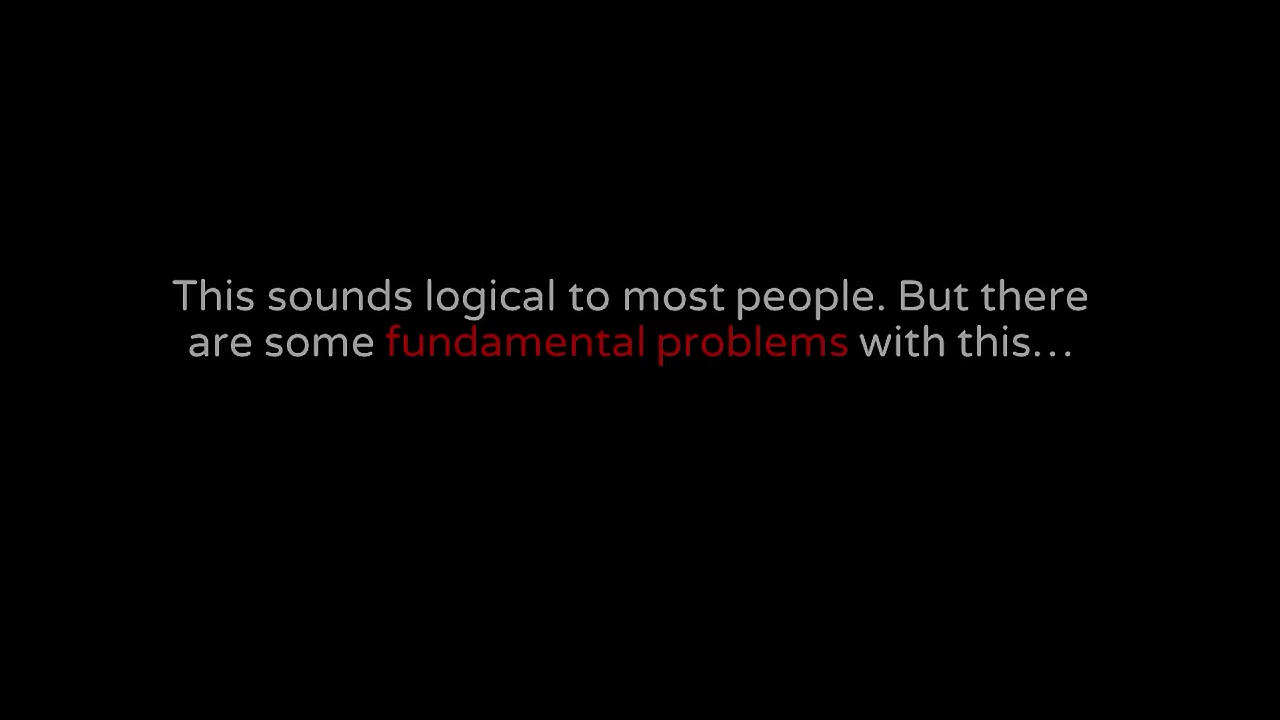 This sounds logical to most people. But there
are some fundamental problems with this…